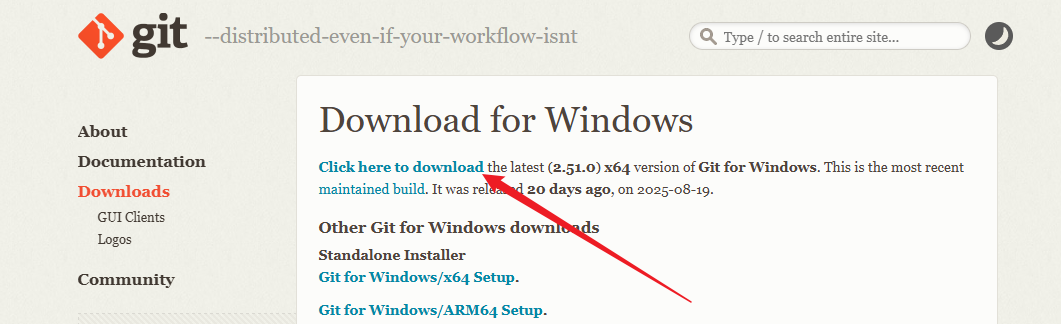 git --distributed-even-if-your-workflow-isnt
Type / to search entire site...
About
Documentation
Downloads
GUI Clients
Logos
Community
Download for Windows
Click here to download the latest (2.51.0) x64 version of Git for Windows. This is the most recent
maintained build. It was released 20 days ago, on 2025-08-19.
Other Git for Windows downloads
Standalone Installer
Git for Windows/x64 Setup.
Git for Windows/ARM64 Setup.